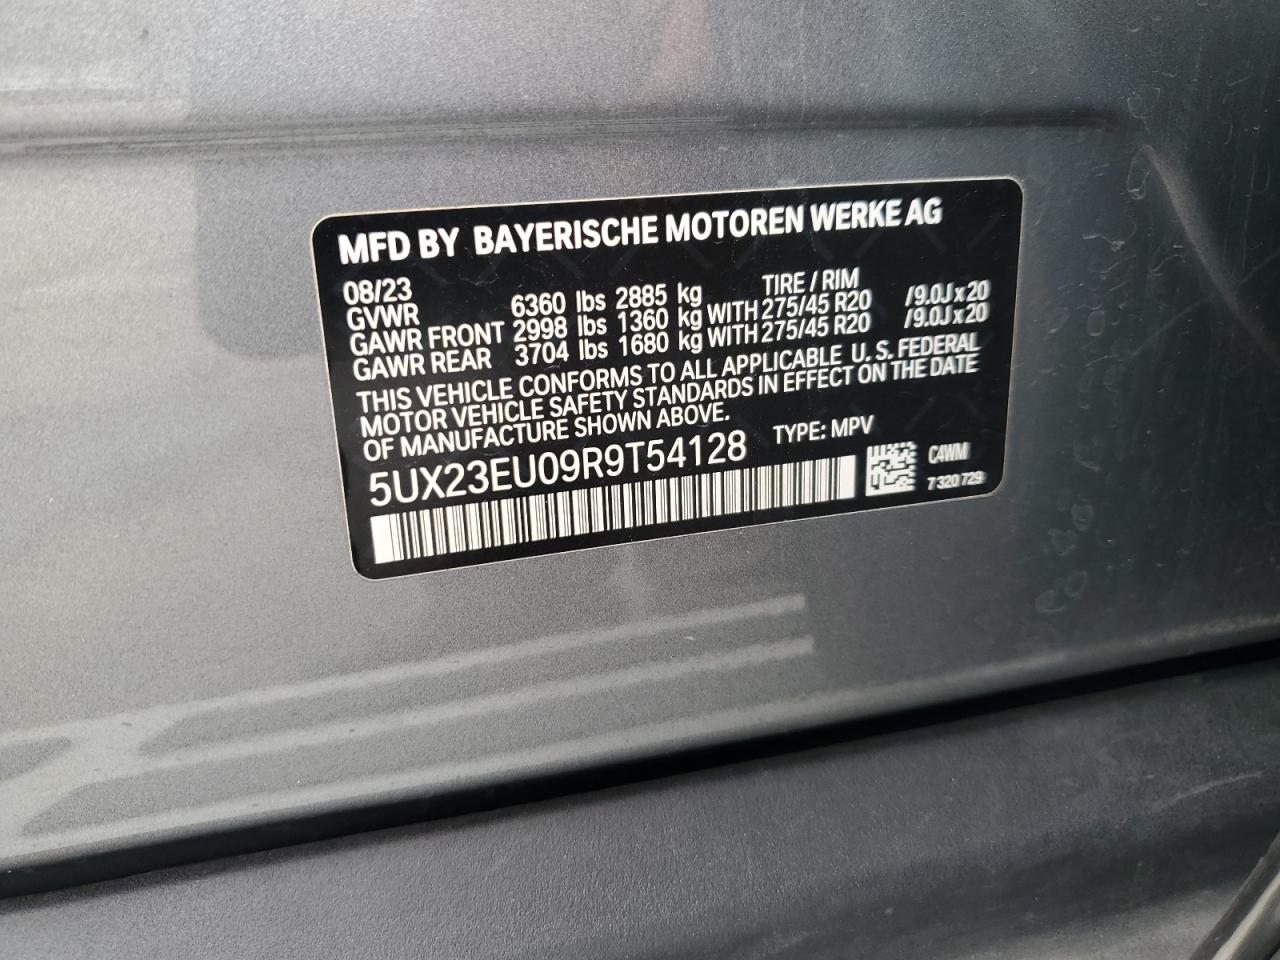 MFD BY BAYERISCHE MOTOREN WERKE AG
08/23 TIRE / RIM
GVWR 6360 lbs 2885 kg
GAWR FRONT 2998 lbs 1360 kg WITH 275/45 R20 /9.0J x 20
GAWR REAR 3704 lbs 1680 kg WITH 275/45 R20 /9.0J x 20
THIS VEHICLE CONFORMS TO ALL APPLICABLE U.S. FEDERAL
MOTOR VEHICLE SAFETY STANDARDS IN EFFECT ON THE DATE
OF MANUFACTURE SHOWN ABOVE.
5UX23EU09R9T54128 TYPE: MPV
C4WM
7 320 729